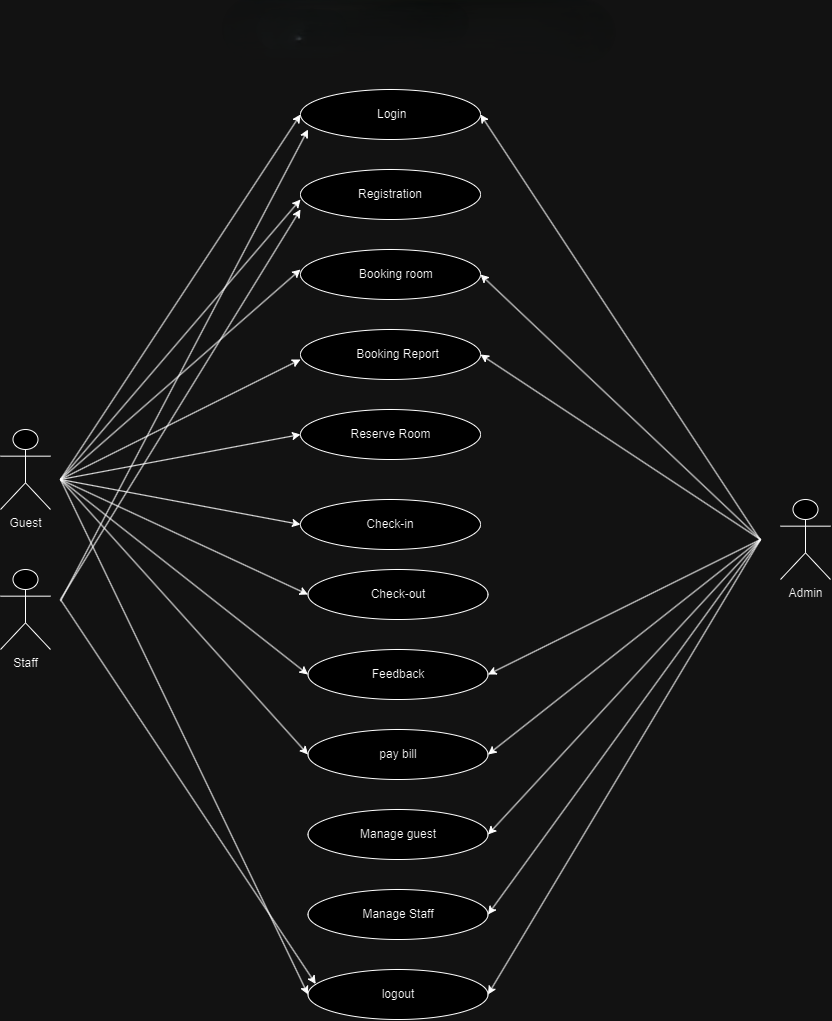 Login
Registration
Booking room
Booking Report
Reserve Room
Guest
Check-in
Check-out
Admin
Staff
Feedback
pay bill
Manage guest
Manage Staff
logout